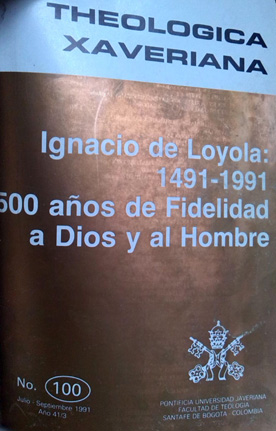 THEOLOGICA
XAVERIANA
Ignacio de Loyola:
1491-1991
500 años de Fidelidad
a Dios y al Hombre
No. 100
Julio - Septiembre 1991
Año 41/3
PONTIFICIA UNIVERSIDAD JAVERIANA
FACULTAD DE TEOLOGIA
SANTAFE DE BOGOTA - COLOMBIA